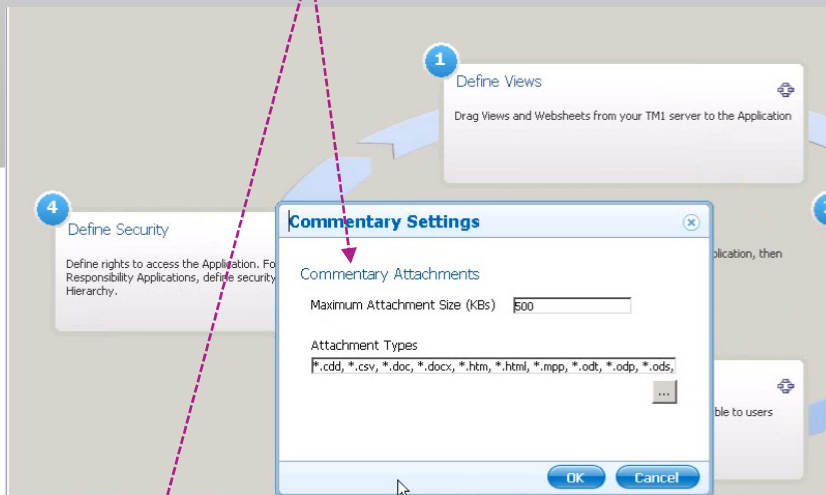 1
Define Views
Drag Views and Websheets from your TM1 server to the Application
4
Define Security
Define rights to access the Application. Fo
Responsibility Applications, define security
Hierarchy.
Commentary Settings
Commentary Attachments
Maximum Attachment Size (KBs) 500
Attachment Types
*.cdd, *.csv, *.doc, *.docx, *.htm, *.html, *.mpp, *.odt, *.odp, *.ods,
...
OK Cancel
plication, then
ble to users